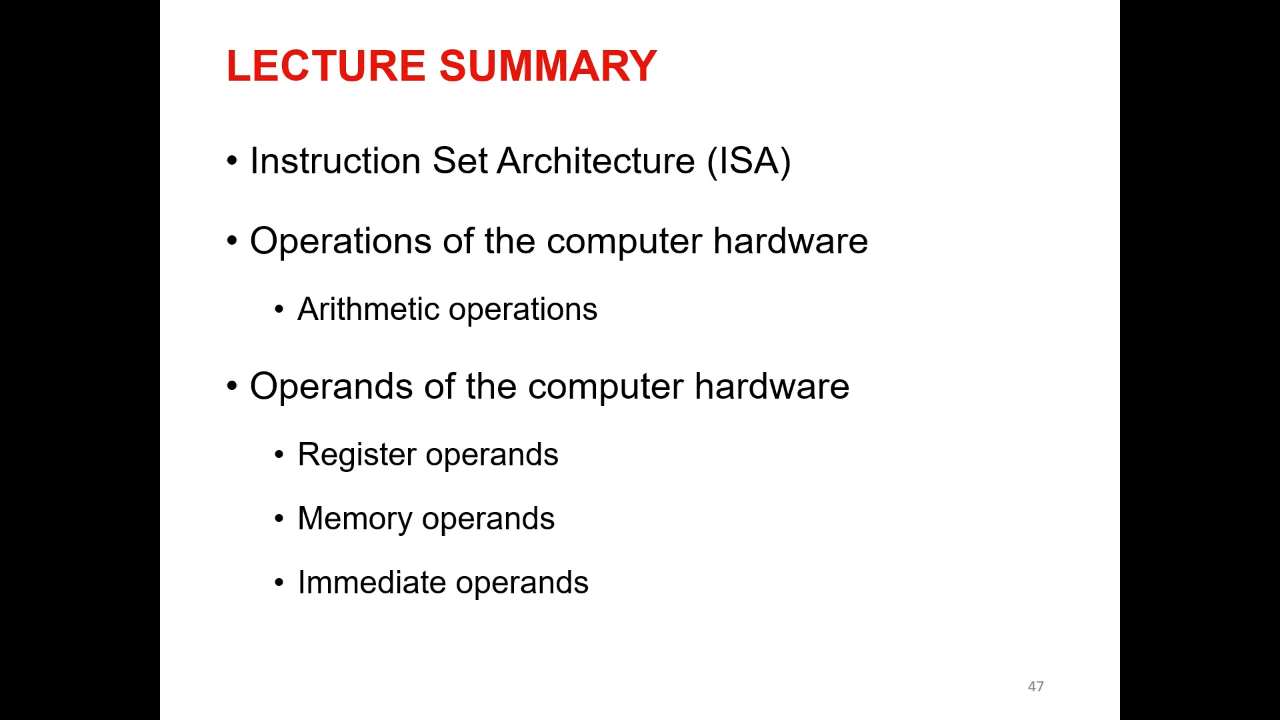 LECTURE SUMMARY
• Instruction Set Architecture (ISA)
• Operations of the computer hardware
• Arithmetic operations
• Operands of the computer hardware
• Register operands
• Memory operands
• Immediate operands
47